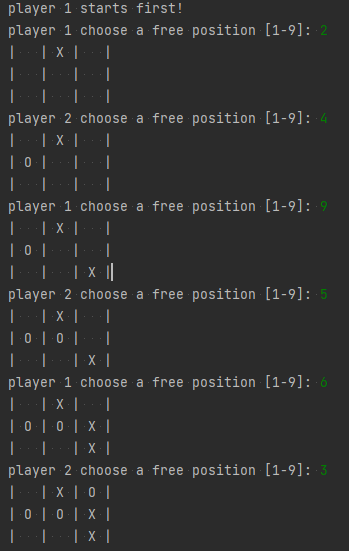 player 1 starts first!
player 1 choose a free position [1-9]: 2
|   | X |   |
|   |   |   |
|   |   |   |
player 2 choose a free position [1-9]: 4
|   | X |   |
| O |   |   |
|   |   |   |
player 1 choose a free position [1-9]: 9
|   | X |   |
| O |   |   |
|   |   | X |
player 2 choose a free position [1-9]: 5
|   | X |   |
| O | O |   |
|   |   | X |
player 1 choose a free position [1-9]: 6
|   | X |   |
| O | O | X |
|   |   | X |
player 2 choose a free position [1-9]: 3
|   | X | O |
| O | O | X |
|   |   | X |